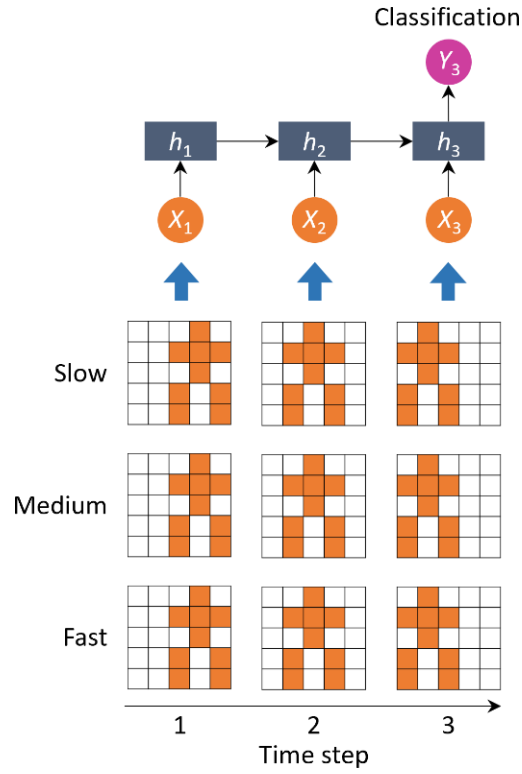 Classification
Y3
h1 h2 h3
X1 X2 X3
Slow
Medium
Fast
1 2 3
Time step